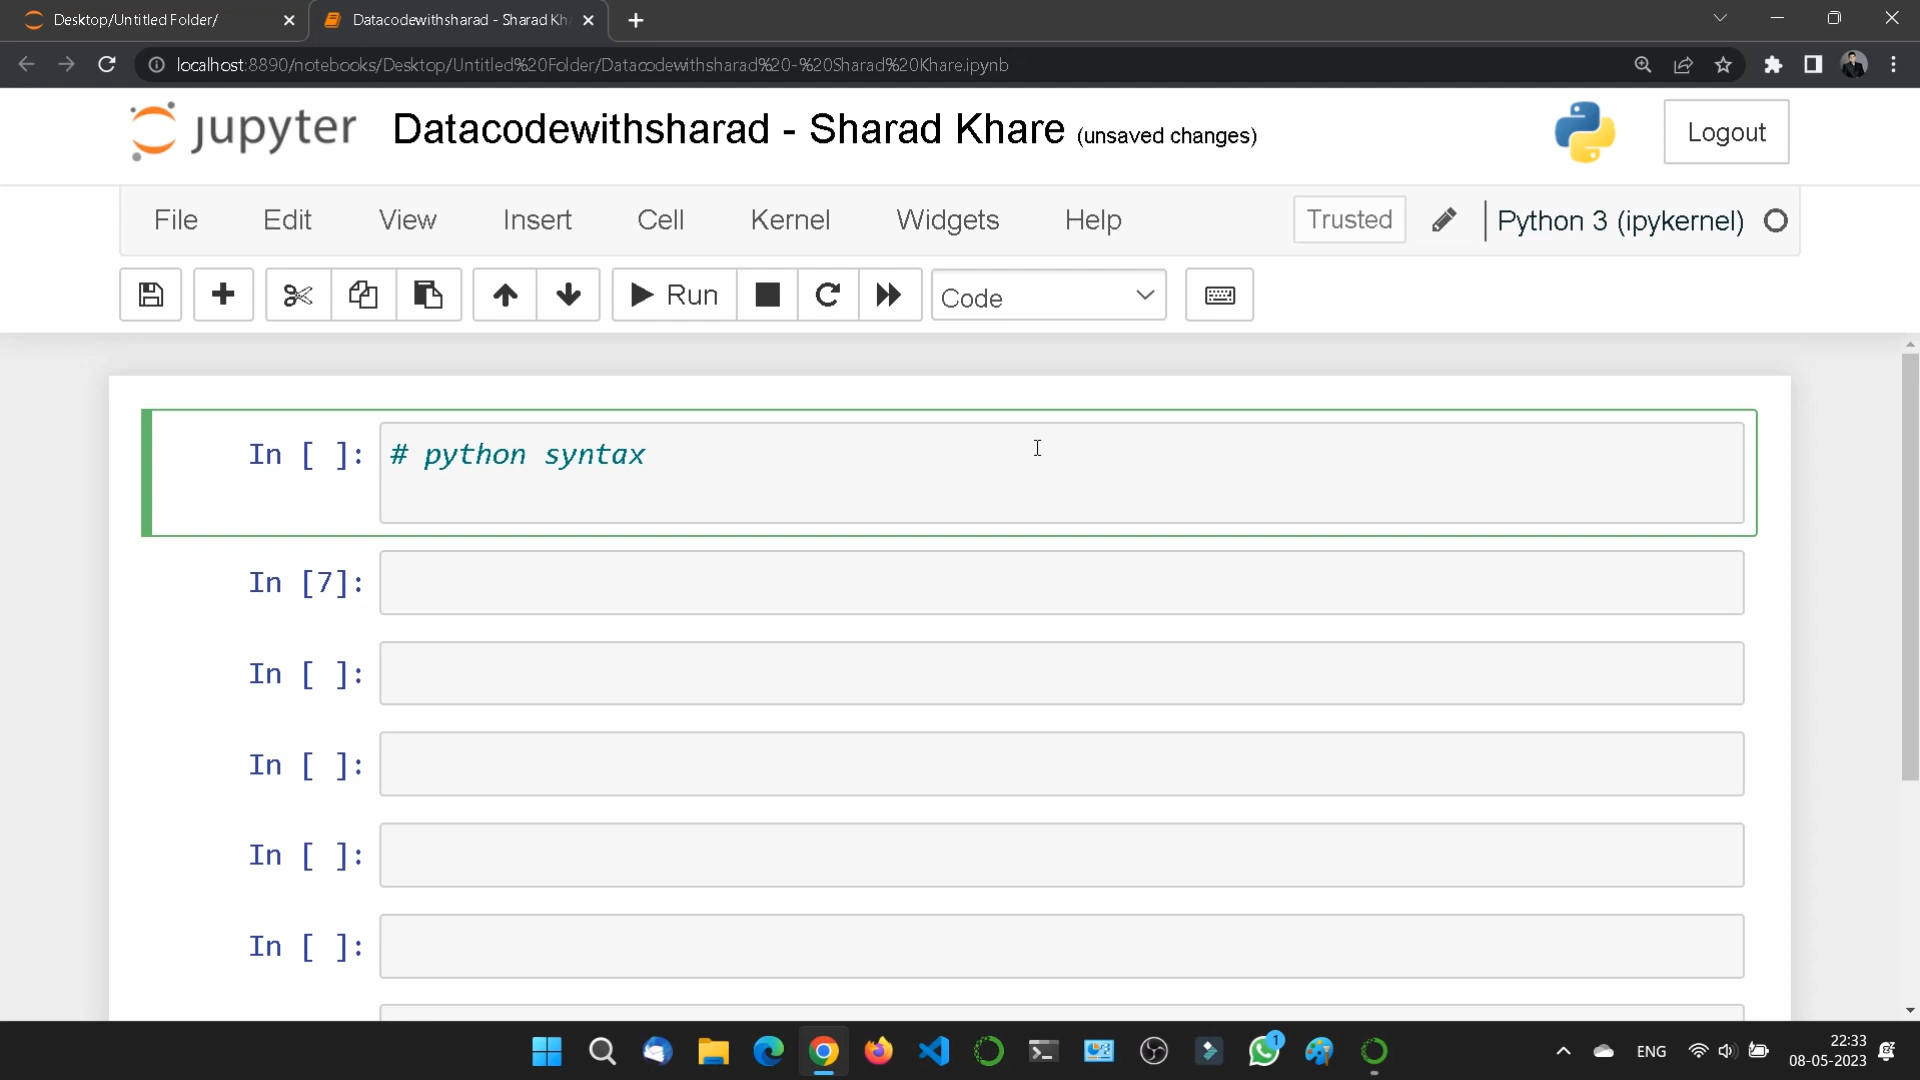 Desktop/Untitled Folder/
Datacodewithsharad - Sharad Kh
localhost:8890/notebooks/Desktop/Untitled%20Folder/Datacodewithsharad%20-%20Sharad%20Khare.ipynb
jupyter Datacodewithsharad - Sharad Khare (unsaved changes)
Logout
File Edit View Insert Cell Kernel Widgets Help Trusted Python 3 (ipykernel)
Run Code
In [ ]: # python syntax
In [7]:
In [ ]:
In [ ]:
In [ ]:
In [ ]:
1
ENG
22:33
08-05-2023